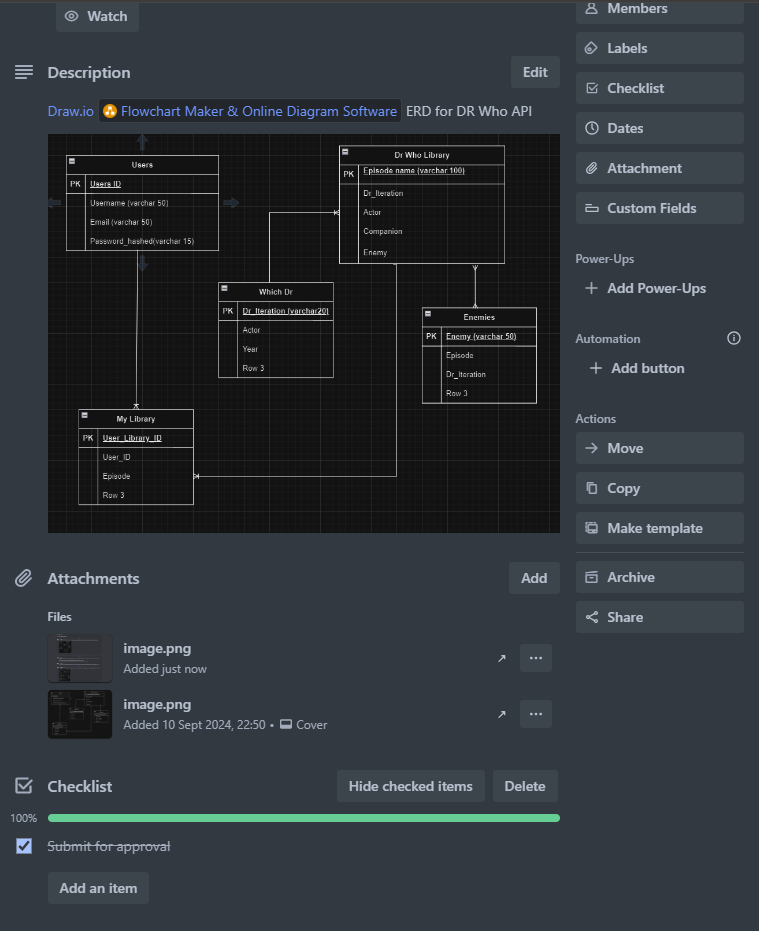 Watch
Members
Labels
Checklist
Dates
Attachment
Custom Fields
Power-Ups
Add Power-Ups
Automation
Add button
Actions
Move
Copy
Make template
Archive
Share
Description
Edit
Draw.io Flowchart Maker & Online Diagram Software ERD for DR Who API
Users
PK Users ID
Username (varchar 50)
Email (varchar 50)
Password_hashed(varchar 15)
Dr Who Library
PK Episode name (varchar 100)
Dr_Iteration
Actor
Companion
Enemy
Which Dr
PK Dr_Iteration (varchar20)
Actor
Year
Row 3
Enemies
PK Enemy (varchar 50)
Episode
Dr_Iteration
Row 3
My Library
PK User_Library_ID
User_ID
Episode
Row 3
Attachments
Add
Files
image.png
Added just now
image.png
Added 10 Sept 2024, 22:50 • Cover
Checklist
Hide checked items
Delete
100%
Submit for approval
Add an item